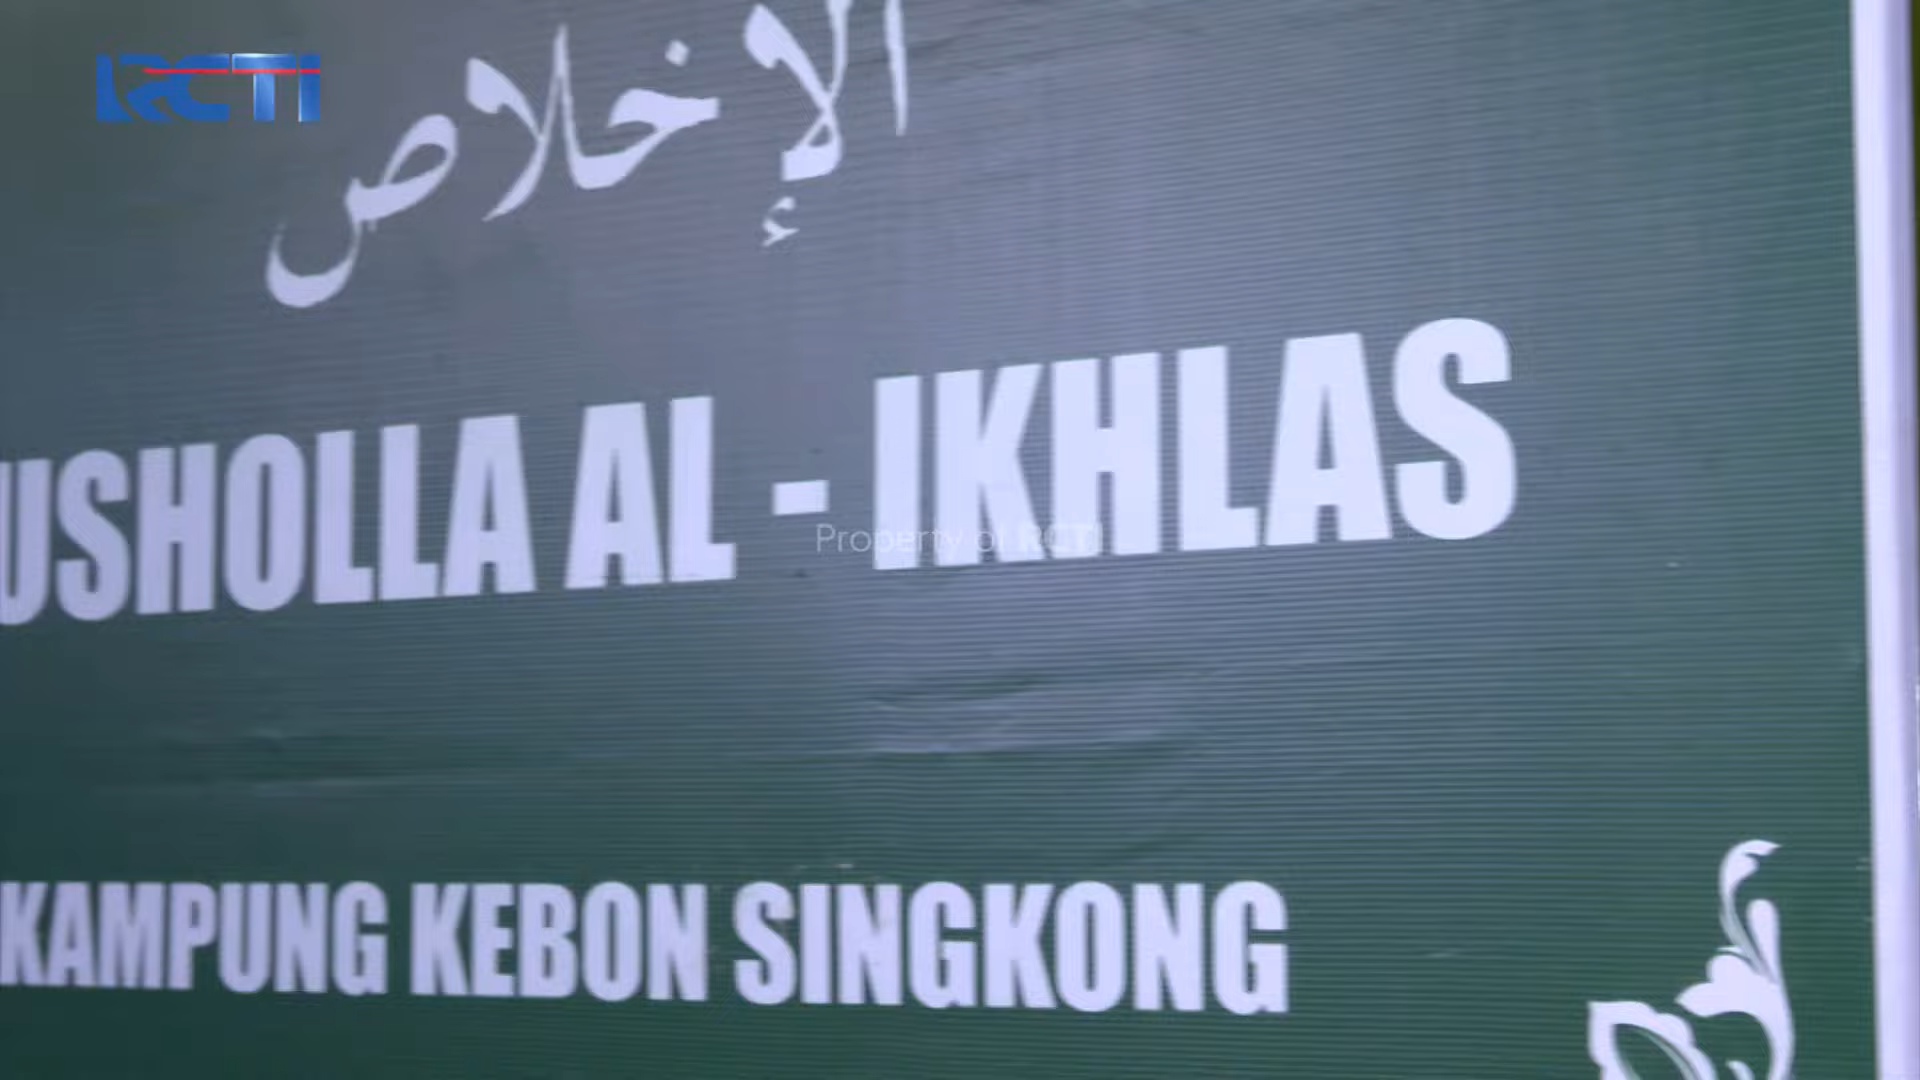 RCTI
الإخلاص
USHOLLA AL - IKHLAS
Property of RCTI
KAMPUNG KEBON SINGKONG